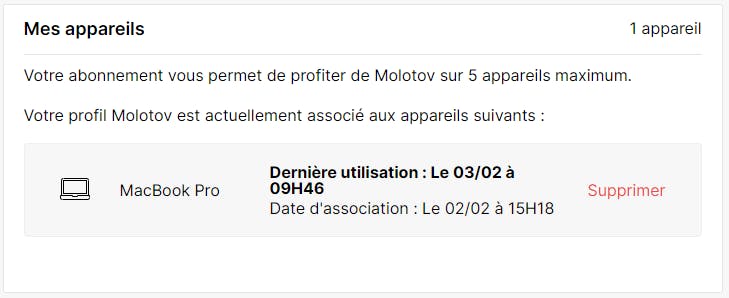 Mes appareils
1 appareil
Votre abonnement vous permet de profiter de Molotov sur 5 appareils maximum.
Votre profil Molotov est actuellement associé aux appareils suivants :
MacBook Pro
Dernière utilisation : Le 03/02 à
09H46
Date d'association : Le 02/02 à 15H18
Supprimer